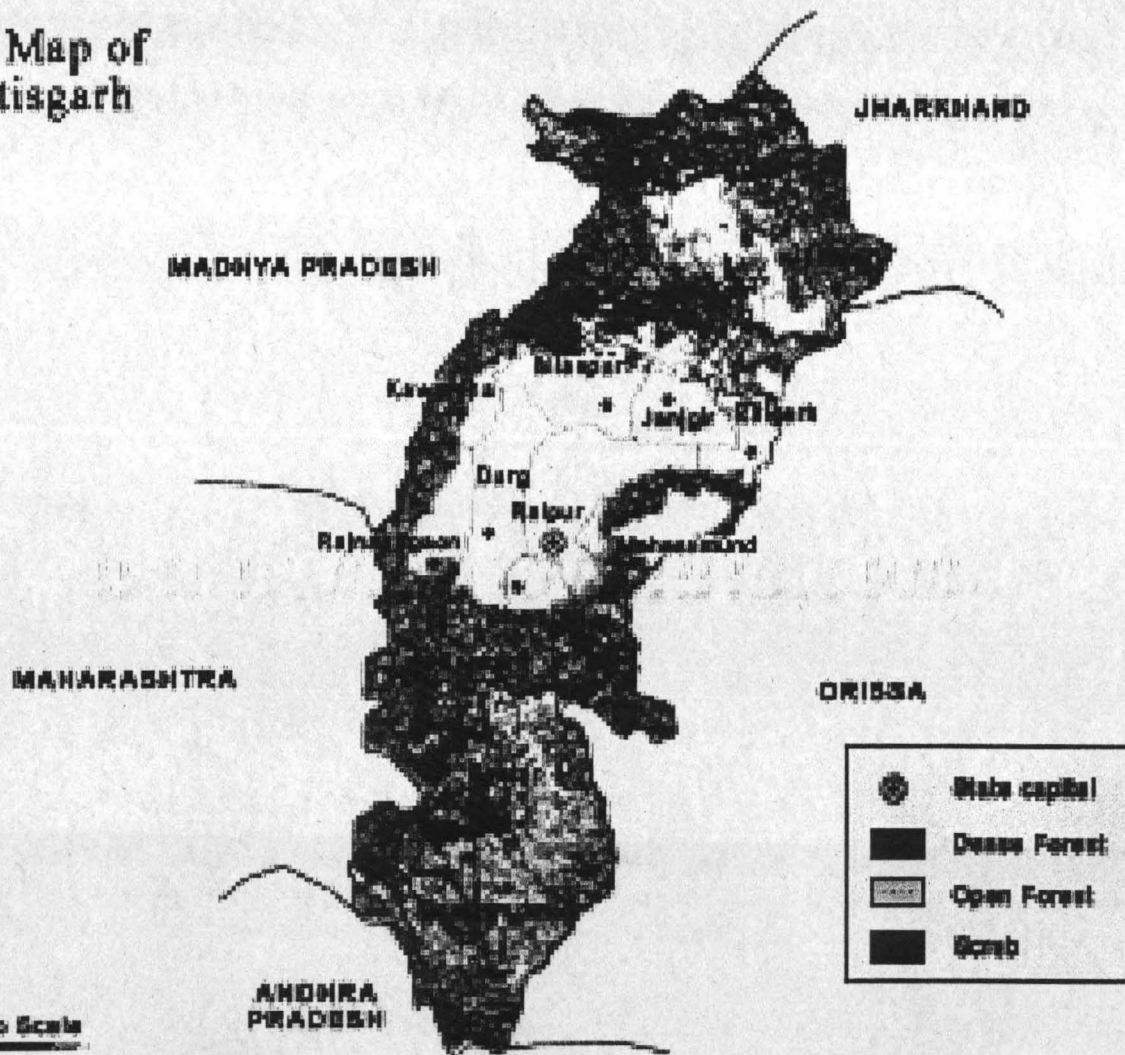 Map of
tisgarh
JHARKHAND
MADHYA PRADESH
Bilaspur
Janjgir
Durg
Raipur
Mahasamund
MAHARASHTRA
ORISSA
State capital
Dense Forest
Open Forest
Scrub
ANDHRA
PRADESH
Scale